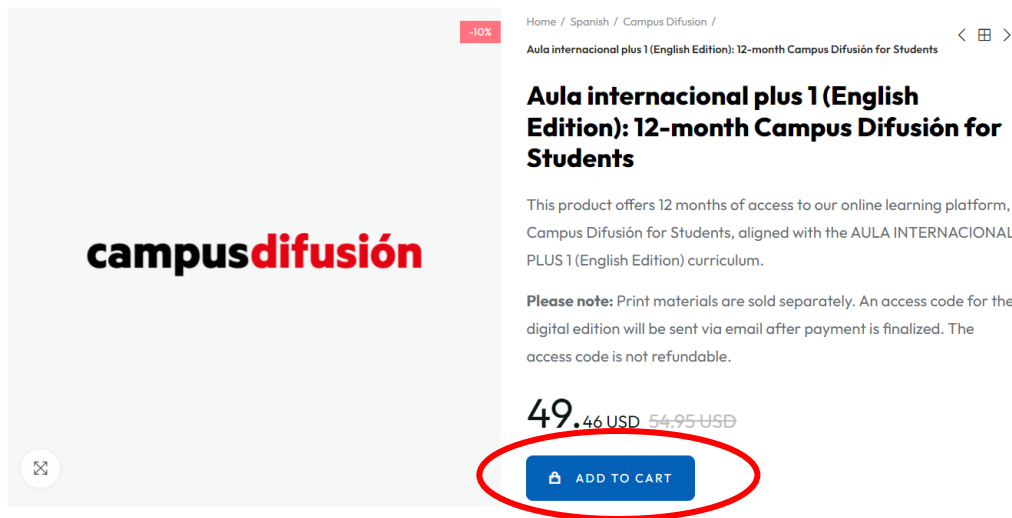 -10%
campusdifusión
Home / Spanish / Campus Difusion /
Aula internacional plus 1 (English Edition): 12-month Campus Difusión for Students
Aula internacional plus 1 (English
Edition): 12-month Campus Difusión for
Students
This product offers 12 months of access to our online learning platform,
Campus Difusión for Students, aligned with the AULA INTERNACIONAL
PLUS 1 (English Edition) curriculum.
Please note: Print materials are sold separately. An access code for the
digital edition will be sent via email after payment is finalized. The
access code is not refundable.
49.46 USD 54.95 USD
ADD TO CART